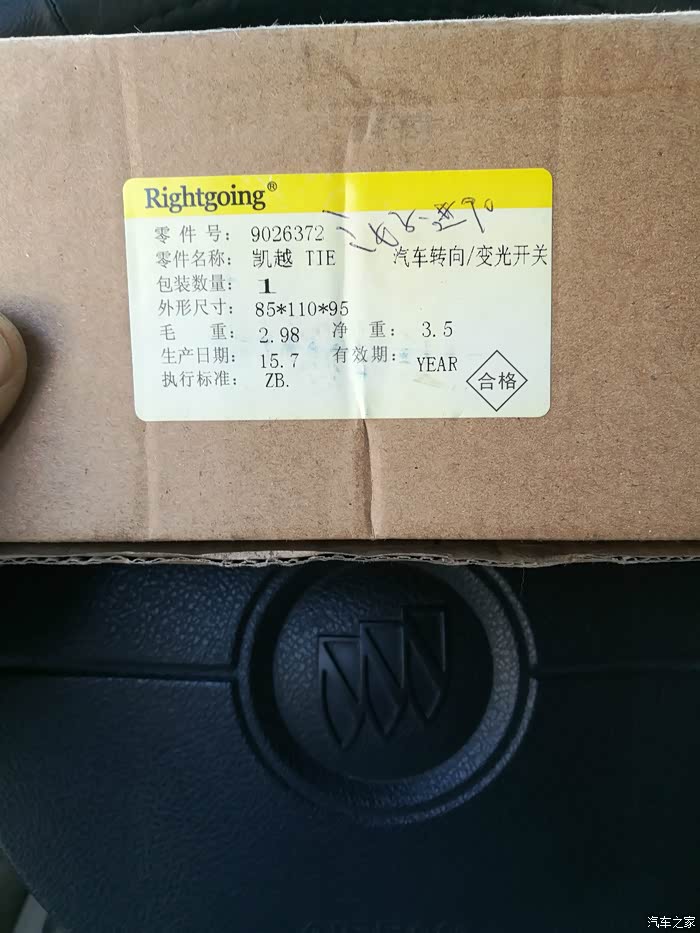 Rightgoing®
零 件 号： 9026372
零件名称： 凯越 TIE 汽车转向/变光开关
包装数量： 1
外形尺寸： 85*110*95
毛 重： 2.98 净 重： 3.5
生产日期： 15.7 有效期： YEAR
执行标准： ZB.
合格
汽车之家